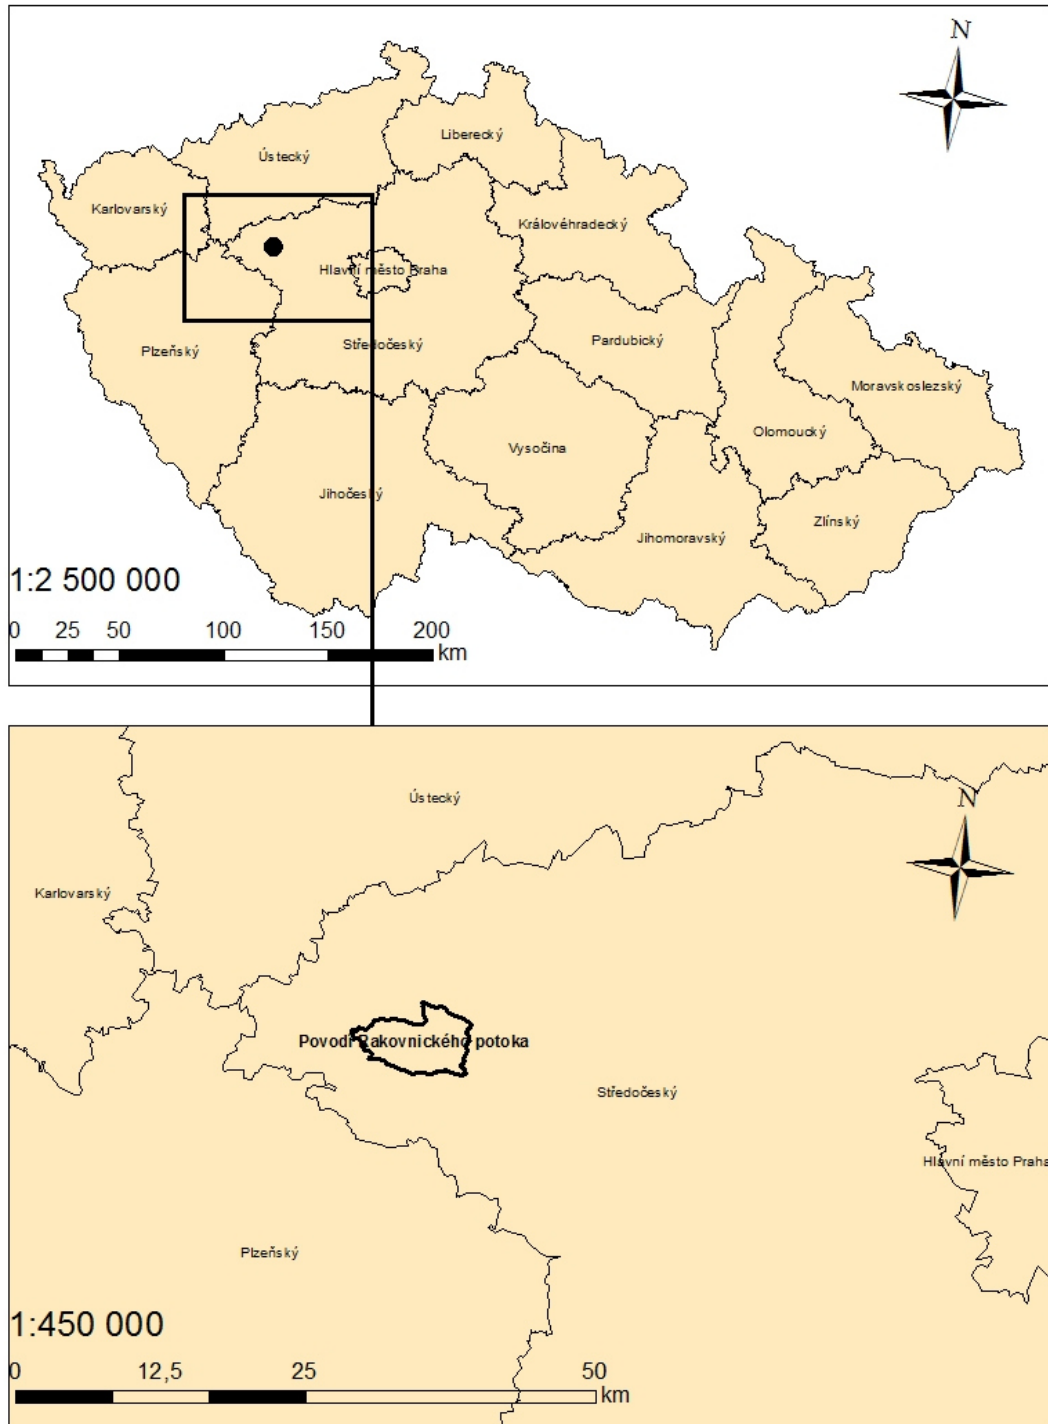 N
Liberecký
Ústecký
Karlovarský
Královéhradecký
Hlavní město Praha
Středočeský
Pardubický
Plzeňský
Moravskoslezský
Olomoucký
Vysočina
Jihočeský
Zlínský
Jihomoravský
1:2 500 000
0 25 50 100 150 200
km
Ústecký
N
Karlovarský
Povodí Rakovnického potoka
Středočeský
Hlavní město Praha
Plzeňský
1:450 000
0 12,5 25 50
km